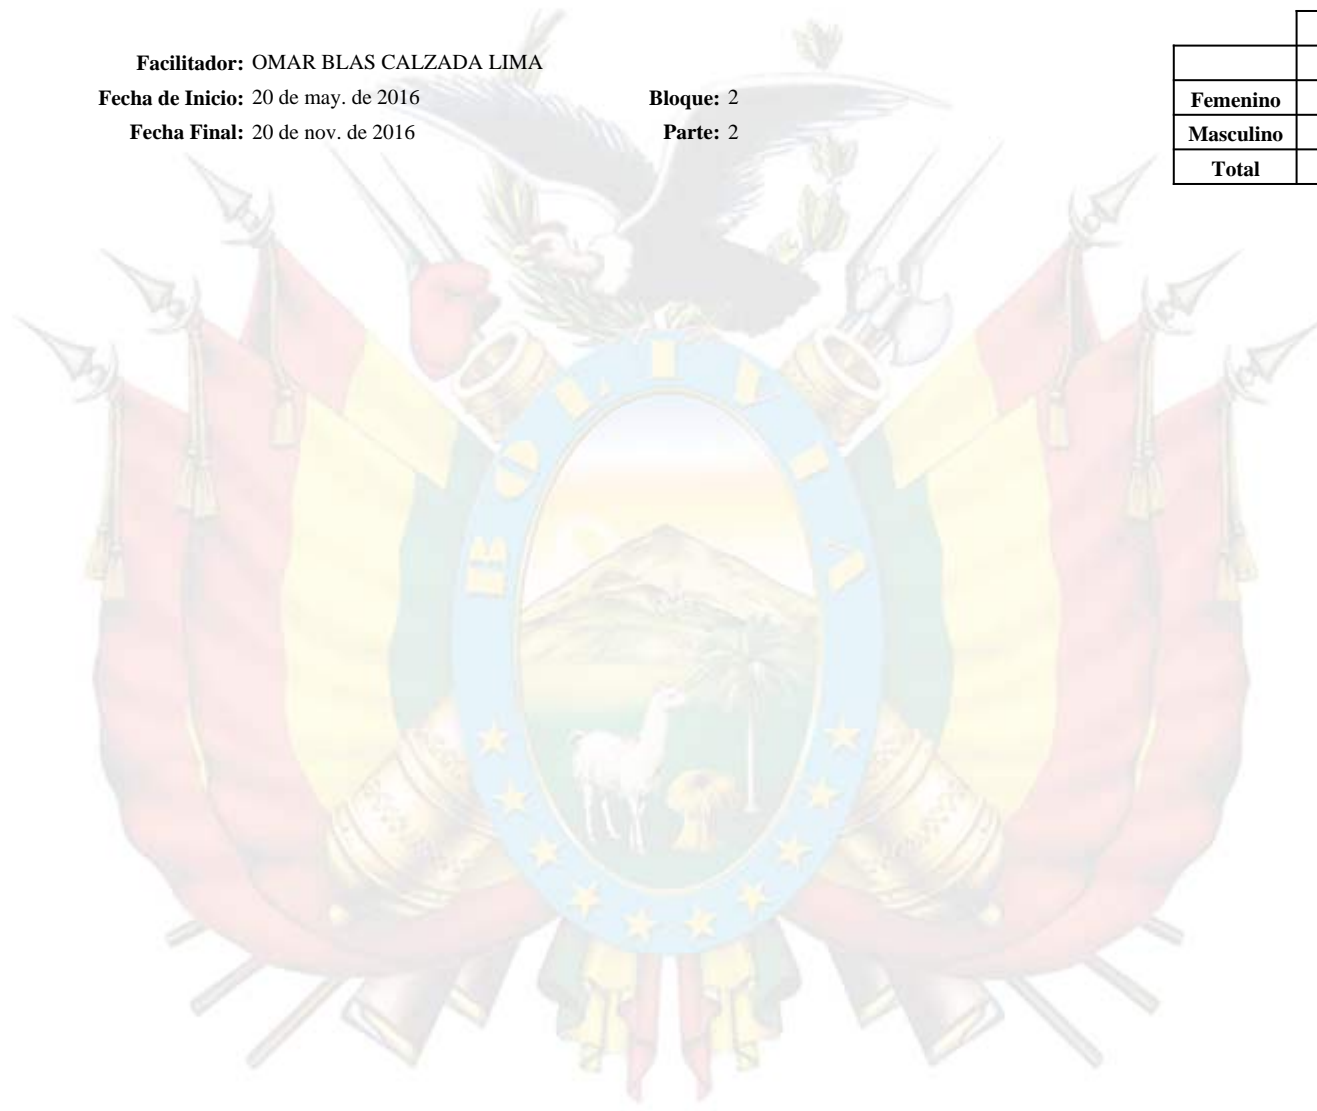 Facilitador: OMAR BLAS CALZADA LIMA
Fecha de Inicio: 20 de may. de 2016 Bloque: 2
Fecha Final: 20 de nov. de 2016 Parte: 2
Femenino
Masculino
Total
BOLIVIA